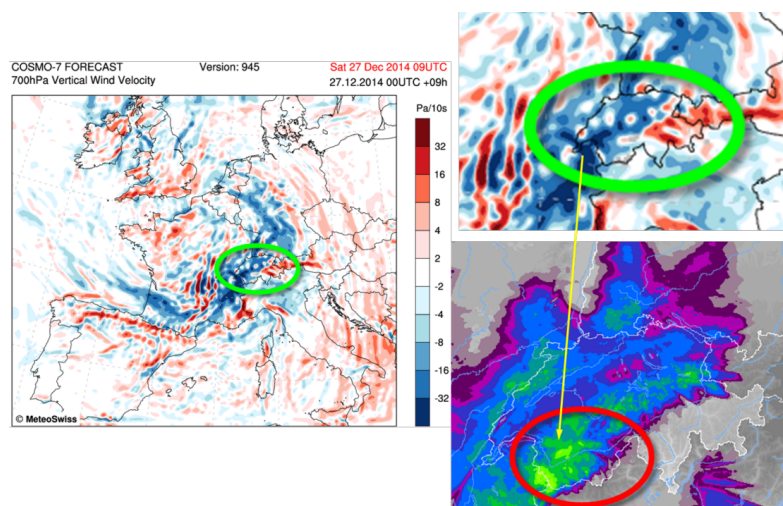 COSMO-7 FORECAST Version: 945 Sat 27 Dec 2014 09UTC
700hPa Vertical Wind Velocity 27.12.2014 00UTC +09h
Pa/10s
32
16
8
4
2
-2
-4
-8
-16
-32
© MeteoSwiss